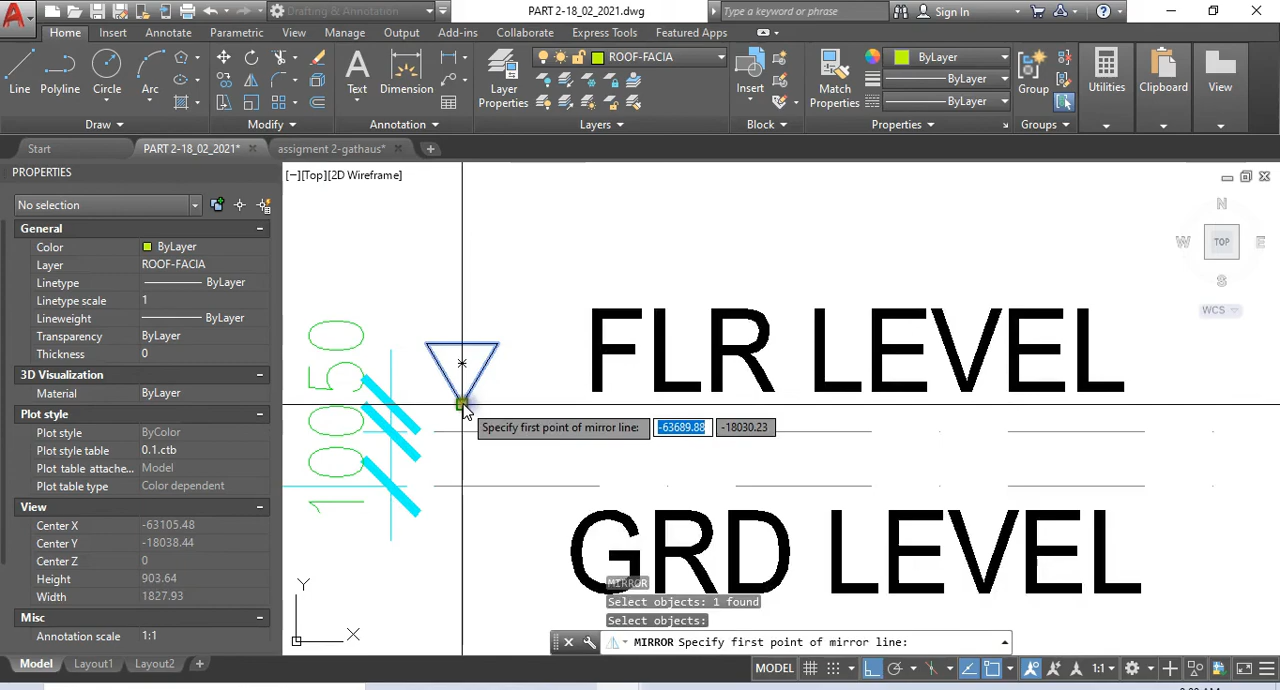 Drafting & Annotation
PART 2-18_02_2021.dwg
Type a keyword or phrase
Sign In
Home Insert Annotate Parametric View Manage Output Add-ins Collaborate Express Tools Featured Apps
Line Polyline Circle Arc
Text Dimension
Layer Properties
ROOF-FACIA
Insert
Match Properties
ByLayer
ByLayer
ByLayer
Group
Utilities
Clipboard
View
Draw Modify Annotation Layers Block Properties Groups
Start
PART 2-18_02_2021*
assigment 2-gathaus*
PROPERTIES
[−][Top][2D Wireframe]
No selection
General
Color ByLayer
Layer ROOF-FACIA
Linetype ByLayer
Linetype scale 1
Lineweight ByLayer
Transparency ByLayer
Thickness 0
3D Visualization
Material ByLayer
Plot style
Plot style ByColor
Plot style table 0.1.ctb
Plot table attache... Model
Plot table type Color dependent
View
Center X -63105.48
Center Y -18038.44
Center Z 0
Height 903.64
Width 1827.93
Misc
Annotation scale 1:1
N
W TOP E
S
WCS
FLR LEVEL
Specify first point of mirror line: -63689.88 -18030.23
GRD LEVEL
Y
X
MIRROR
Select objects: 1 found
Select objects:
MIRROR Specify first point of mirror line:
Model Layout1 Layout2
MODEL
1:1